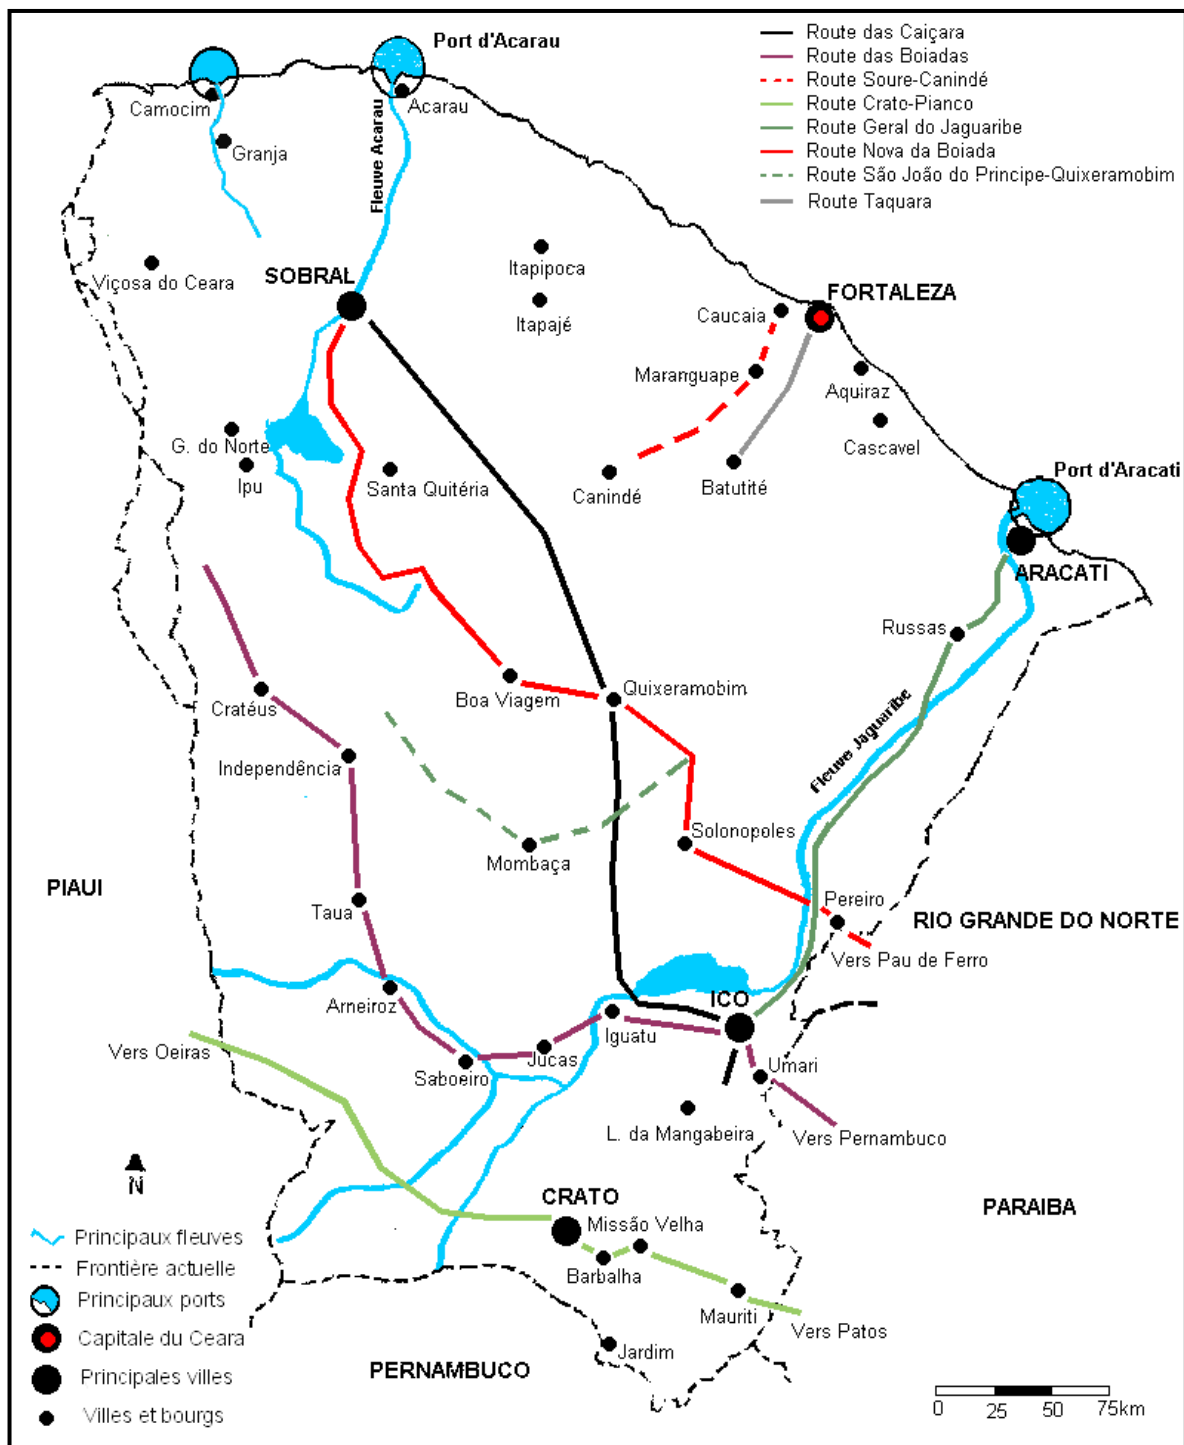 Port d'Acarau
Route das Caiçara
Route das Boiadas
Route Soure-Canindé
Route Crato-Pianco
Route Geral do Jaguaribe
Route Nova da Boiada
Route São João do Principe-Quixeramobim
Route Taquara
Camocim
Acarau
Granja
Fleuve Acarau
Viçosa do Ceara
SOBRAL
Itapipoca
Itapajé
Caucaia
FORTALEZA
Maranguape
Aquiraz
Cascavel
G. do Norte
Ipu
Santa Quitéria
Canindé
Batutité
Port d'Aracati
ARACATI
Russas
Cratéus
Boa Viagem
Quixeramobim
Independência
Fleuve Jaguaribe
Solonopoles
Mombaça
PIAUI
Taua
Pereiro
RIO GRANDE DO NORTE
Vers Pau de Ferro
Arneiroz
ICO
Iguatu
Vers Oeiras
Saboeiro
Jucas
Umari
L. da Mangabeira
Vers Pernambuco
N
CRATO
Missão Velha
PARAIBA
Barbalha
Mauriti
Vers Patos
Jardim
PERNAMBUCO
Principaux fleuves
Frontière actuelle
Principaux ports
Capitale du Ceara
Principales villes
Villes et bourgs
0 25 50 75km